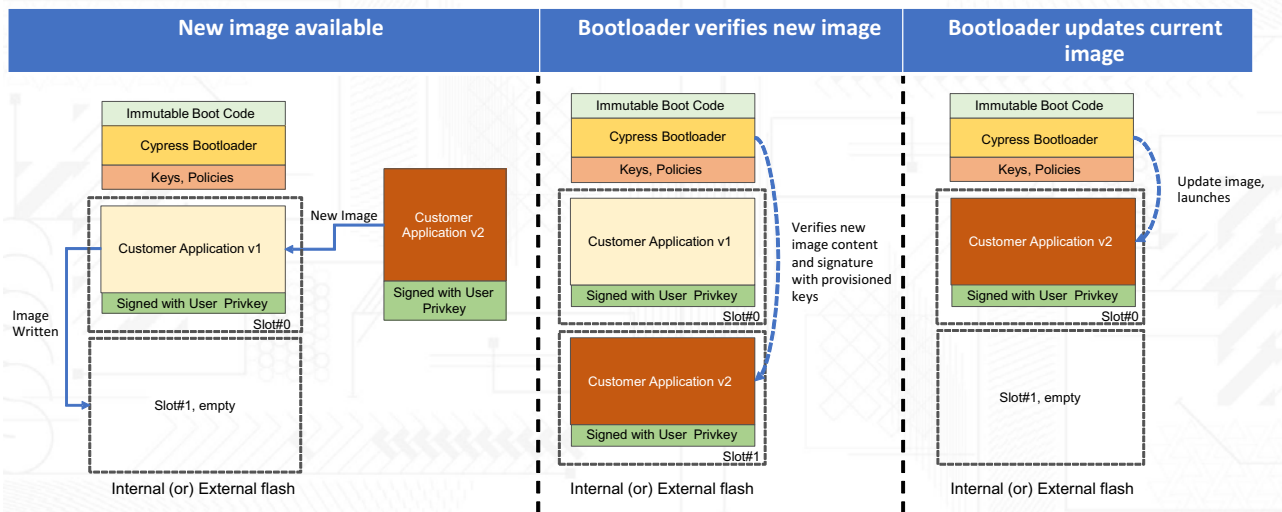 New image available
Bootloader verifies new image
Bootloader updates current
image
Immutable Boot Code
Cypress Bootloader
Keys, Policies
New Image
Customer
Application v2
Customer Application v1
Signed with User Privkey
Signed with User
Privkey
Slot#0
Image
Written
Slot#1, empty
Internal (or) External flash
Immutable Boot Code
Cypress Bootloader
Keys, Policies
Customer Application v1
Verifies new
image content
and signature
with provisioned
keys
Signed with User Privkey
Slot#0
Customer Application v2
Signed with User Privkey
Slot#1
Internal (or) External flash
Immutable Boot Code
Cypress Bootloader
Keys, Policies
Update image,
launches
Customer Application v2
Signed with User Privkey
Slot#0
Slot#1, empty
Internal (or) External flash